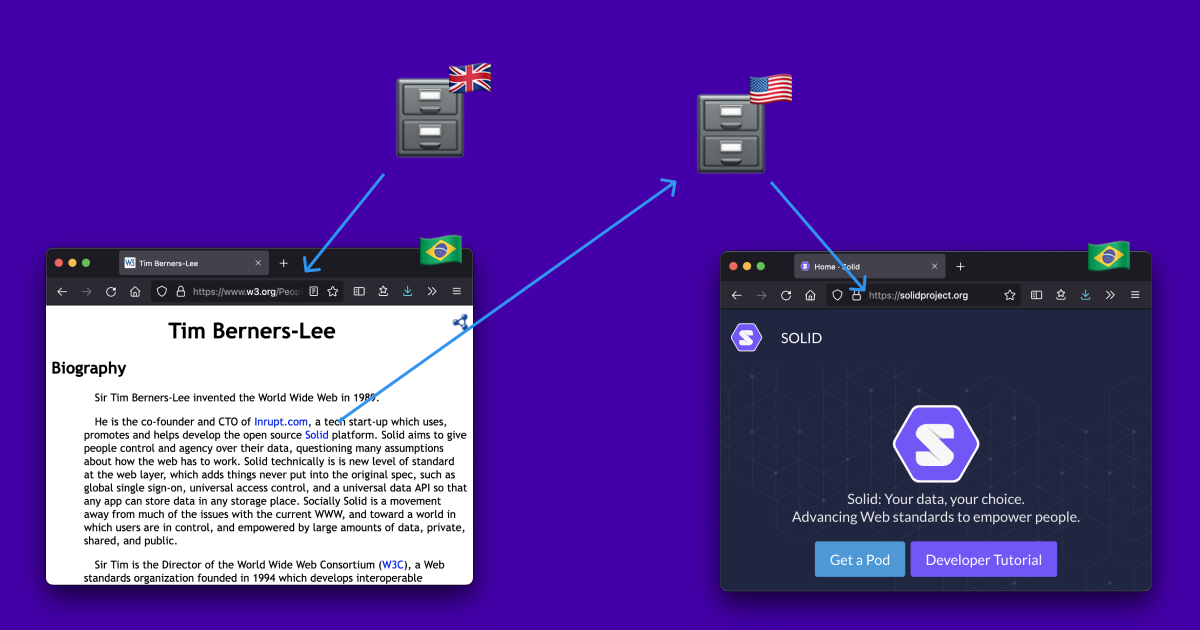 Tim Berners-Lee
https://www.w3.org/Peop
Tim Berners-Lee
Biography
Sir Tim Berners-Lee invented the World Wide Web in 1989.
He is the co-founder and CTO of Inrupt.com, a tech start-up which uses,
promotes and helps develop the open source Solid platform. Solid aims to give
people control and agency over their data, questioning many assumptions
about how the web has to work. Solid technically is is new level of standard
at the web layer, which adds things never put into the original spec, such as
global single sign-on, universal access control, and a universal data API so that
any app can store data in any storage place. Socially Solid is a movement
away from much of the issues with the current WWW, and toward a world in
which users are in control, and empowered by large amounts of data, private,
shared, and public.
Sir Tim is the Director of the World Wide Web Consortium (W3C), a Web
standards organization founded in 1994 which develops interoperable
Home - Solid
https://solidproject.org
SOLID
Solid: Your data, your choice.
Advancing Web standards to empower people.
Get a Pod
Developer Tutorial